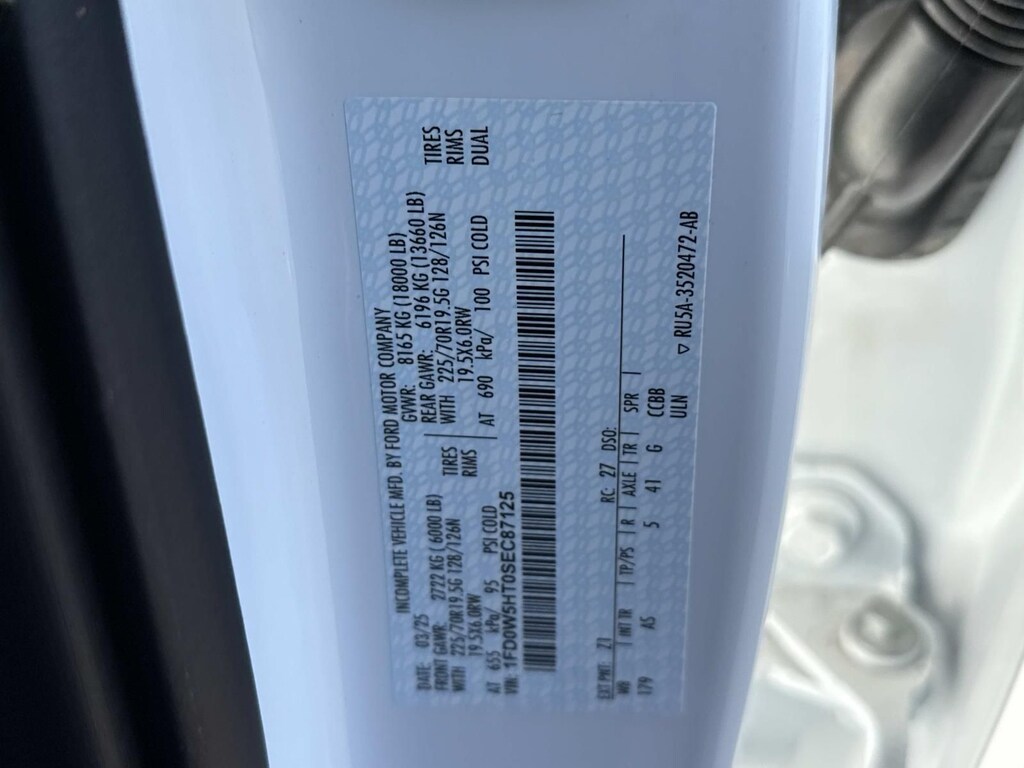 INCOMPLETE VEHICLE MFD. BY FORD MOTOR COMPANY
DATE: 03/25 GVWR: 8165 KG (18000 LB)
FRONT GAWR: 2722 KG (6000 LB) REAR GAWR: 6196 KG (13660 LB)
WITH 225/70R19.5G 128/126N TIRES WITH 225/70R19.5G 128/126N TIRES
19.5X6.0RW RIMS 19.5X6.0RW RIMS
AT 655 kPa/ 95 PSI COLD AT 690 kPa/ 100 PSI COLD DUAL
VIN: 1FD0W5HT0SEC87125
EXT PNT: Z1 RC: 27 DSO:
WB INT TR TP/PS R AXLE TR SPR
179 AS 5 41 G CCBB
ULN
▽ RU5A-3520472-AB